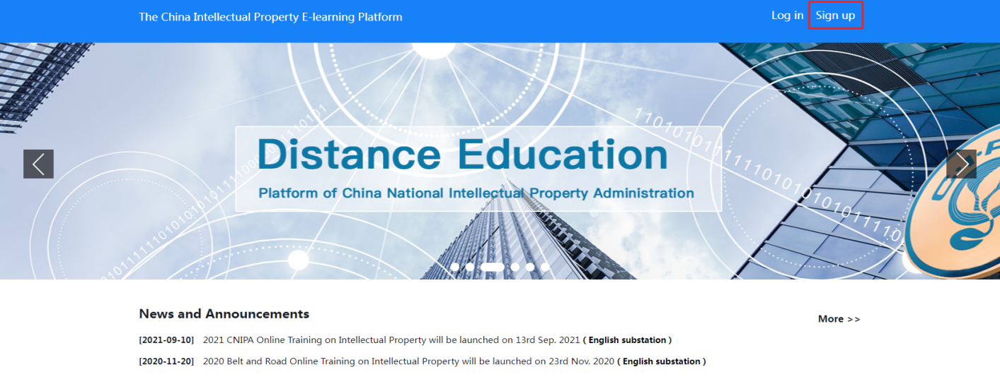 The China Intellectual Property E-learning Platform
Log in Sign up
Distance Education
Platform of China National Intellectual Property Administration
News and Announcements
More >>
[2021-09-10] 2021 CNIPA Online Training on Intellectual Property will be launched on 13rd Sep. 2021 ( English substation )
[2020-11-20] 2020 Belt and Road Online Training on Intellectual Property will be launched on 23rd Nov. 2020 ( English substation )